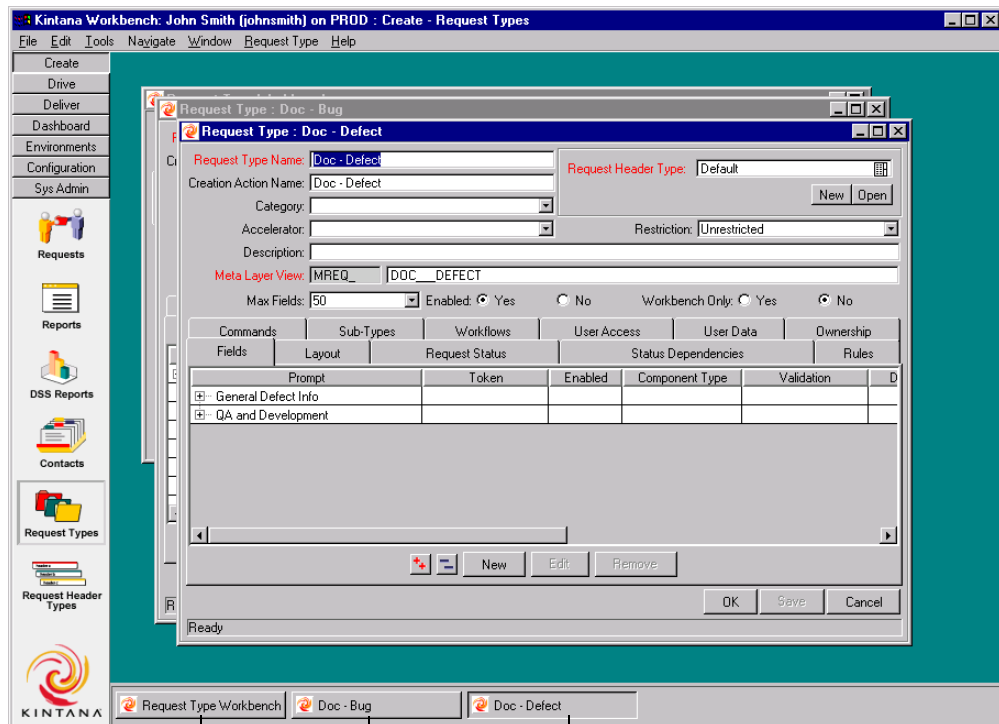 Kintana Workbench: John Smith (johnsmith) on PROD : Create - Request Types
File Edit Tools Navigate Window Request Type Help
Create
Drive
Deliver
Dashboard
Environments
Configuration
Sys Admin
Requests
Reports
DSS Reports
Contacts
Request Types
Request Header
Types
KINTANA
Request Type : Doc - Bug
Request Type : Doc - Defect
Request Type Name: Doc - Defect
Request Header Type: Default
New Open
Creation Action Name: Doc - Defect
Category:
Accelerator:
Restriction: Unrestricted
Description:
Meta Layer View: MREQ_ DOC___DEFECT
Max Fields: 50 Enabled: Yes No Workbench Only: Yes No
Commands Sub-Types Workflows User Access User Data Ownership
Fields Layout Request Status Status Dependencies Rules
Prompt Token Enabled Component Type Validation D
General Defect Info
QA and Development
New Edit Remove
OK Save Cancel
Ready
Request Type Workbench Doc - Bug Doc - Defect